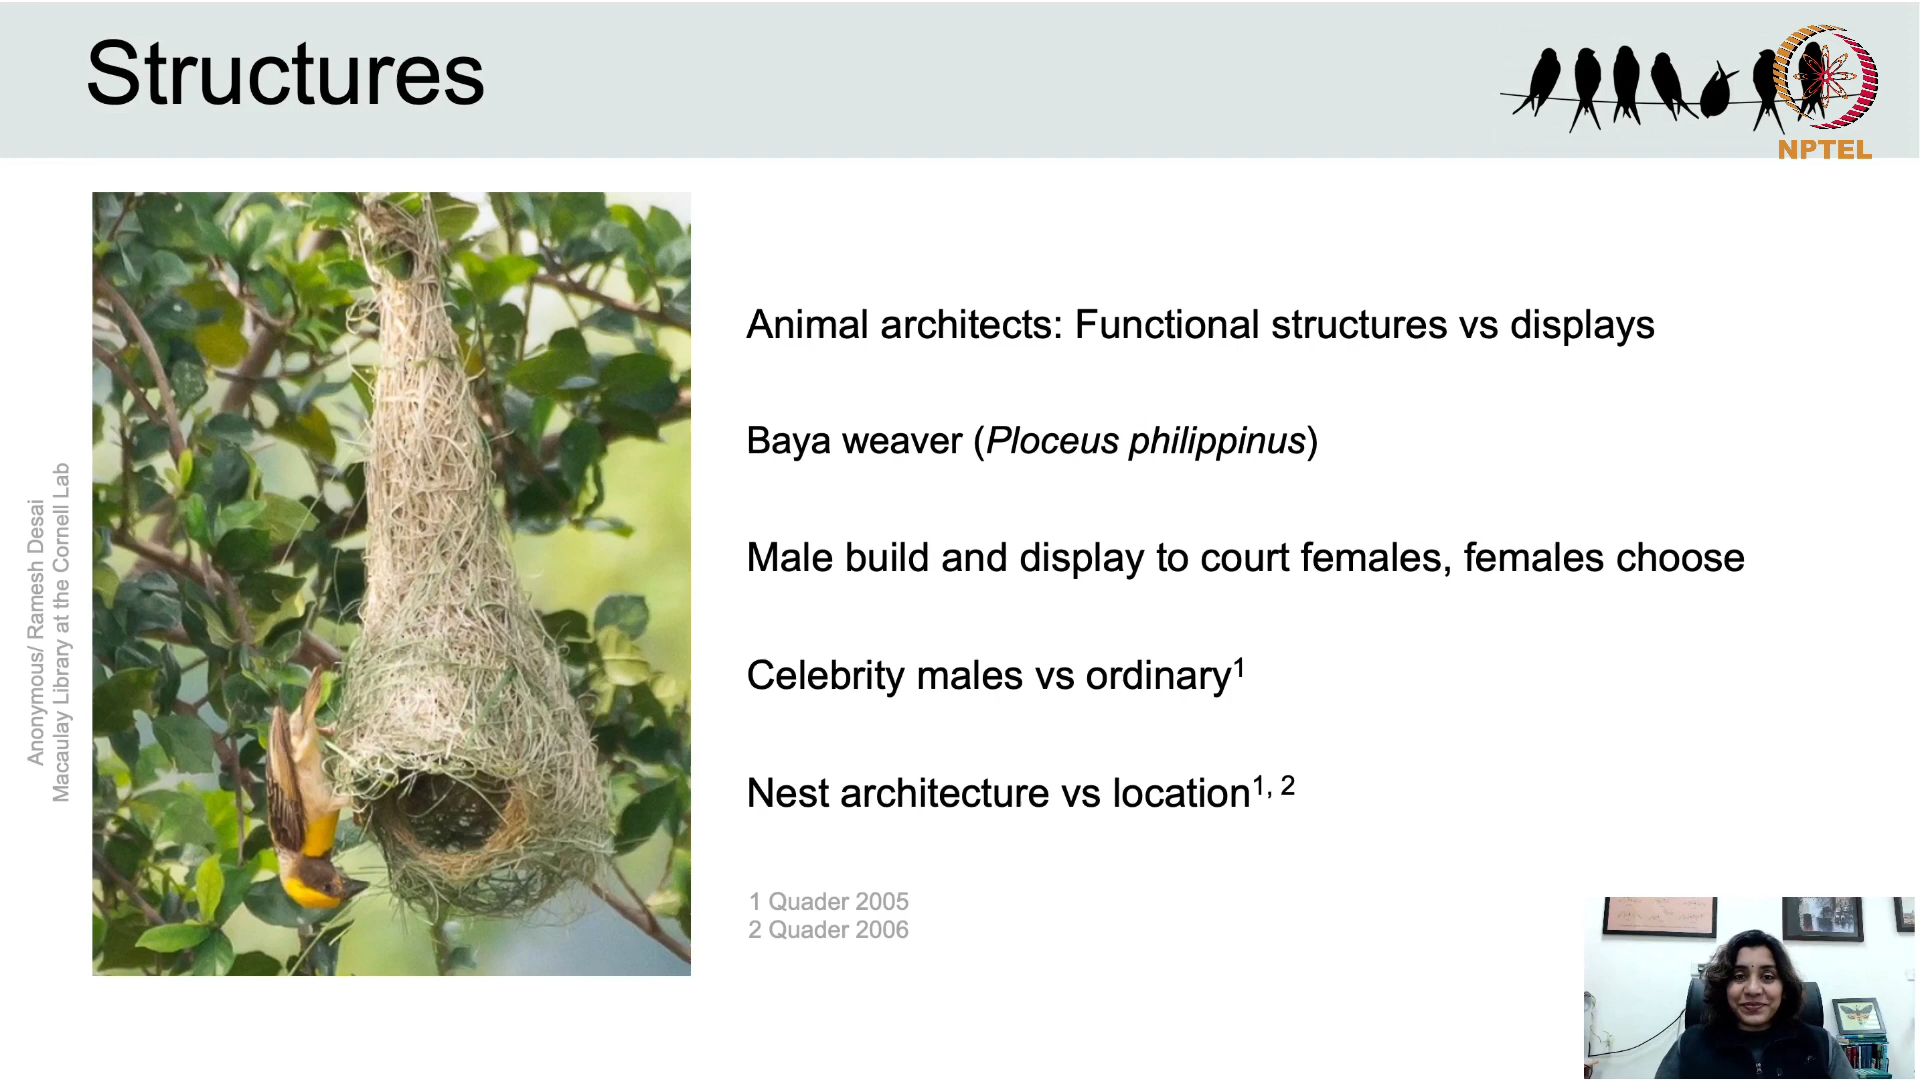 Structures
NPTEL
Anonymous/ Ramesh Desai
Macaulay Library at the Cornell Lab
Animal architects: Functional structures vs displays
Baya weaver (Ploceus philippinus)
Male build and display to court females, females choose
Celebrity males vs ordinary1
Nest architecture vs location1, 2
1 Quader 2005
2 Quader 2006